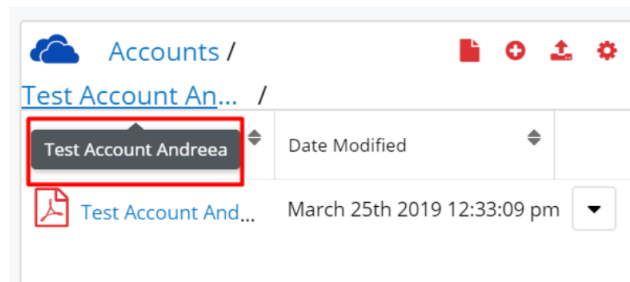 Accounts /
Test Account An... /
Test Account Andreea
Date Modified
Test Account And...
March 25th 2019 12:33:09 pm